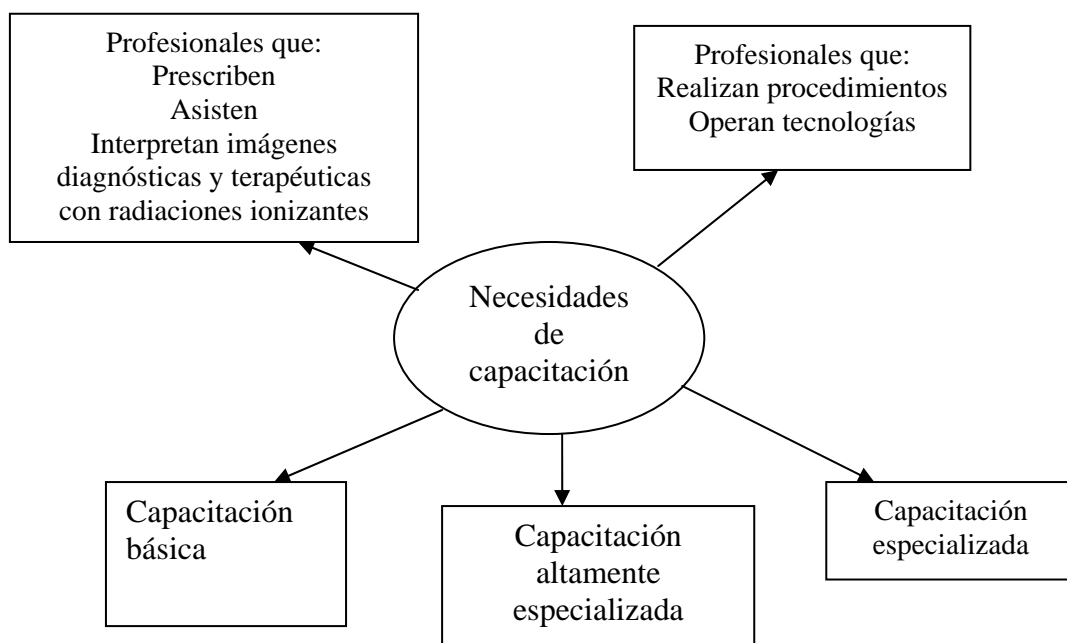 Profesionales que:
Prescriben
Asisten
Interpretan imágenes
diagnósticas y terapéuticas
con radiaciones ionizantes
Profesionales que:
Realizan procedimientos
Operan tecnologías
Necesidades
de
capacitación
Capacitación
básica
Capacitación
altamente
especializada
Capacitación
especializada